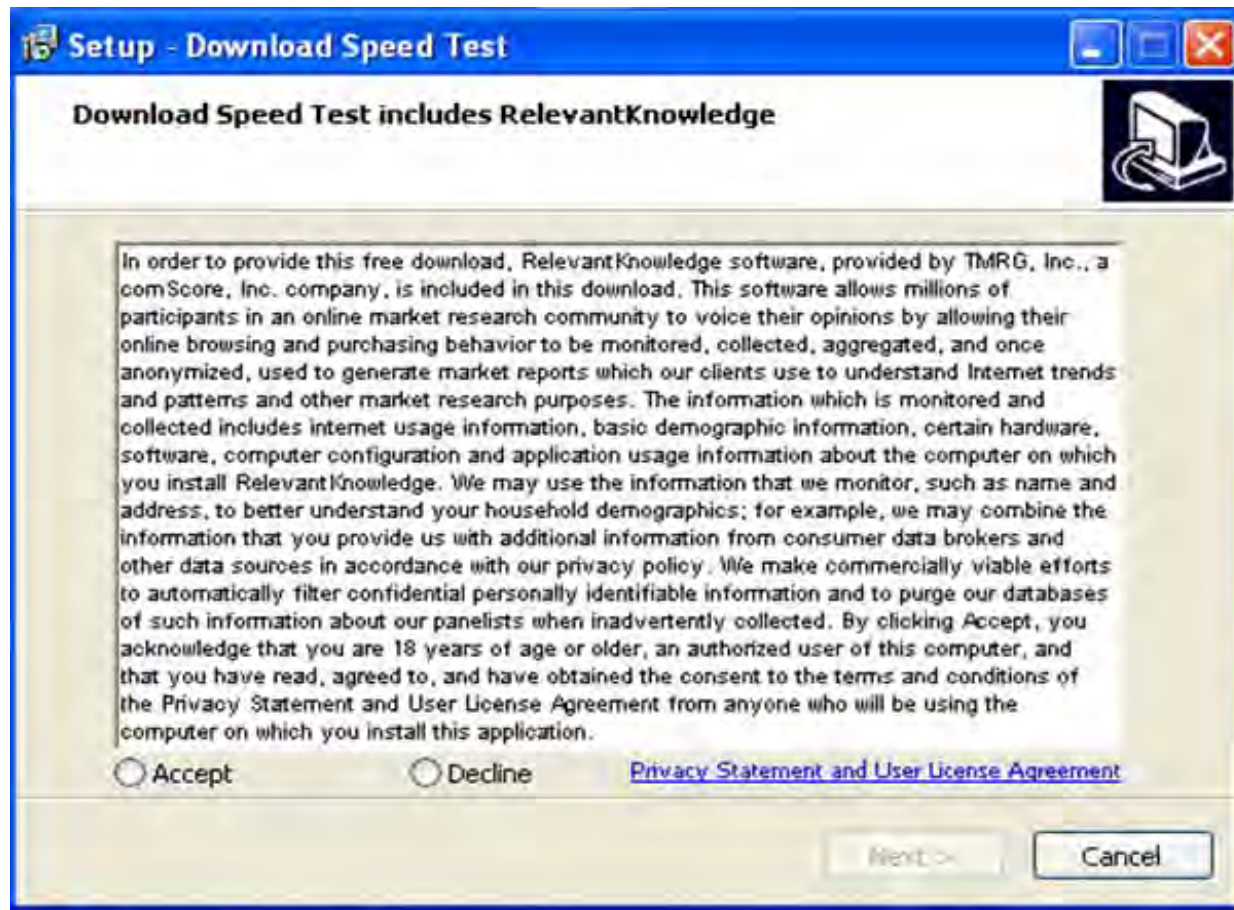 Setup - Download Speed Test
Download Speed Test includes RelevantKnowledge
In order to provide this free download, RelevantKnowledge software, provided by TMRG, Inc., a
comScore, Inc. company, is included in this download. This software allows millions of
participants in an online market research community to voice their opinions by allowing their
online browsing and purchasing behavior to be monitored, collected, aggregated, and once
anonymized, used to generate market reports which our clients use to understand Internet trends
and patterns and other market research purposes. The information which is monitored and
collected includes internet usage information, basic demographic information, certain hardware,
software, computer configuration and application usage information about the computer on which
you install RelevantKnowledge. We may use the information that we monitor, such as name and
address, to better understand your household demographics; for example, we may combine the
information that you provide us with additional information from consumer data brokers and
other data sources in accordance with our privacy policy. We make commercially viable efforts
to automatically filter confidential personally identifiable information and to purge our databases
of such information about our panelists when inadvertently collected. By clicking Accept, you
acknowledge that you are 18 years of age or older, an authorized user of this computer, and
that you have read, agreed to, and have obtained the consent to the terms and conditions of
the Privacy Statement and User License Agreement from anyone who will be using the
computer on which you install this application.
Accept Decline Privacy Statement and User License Agreement
Next > Cancel